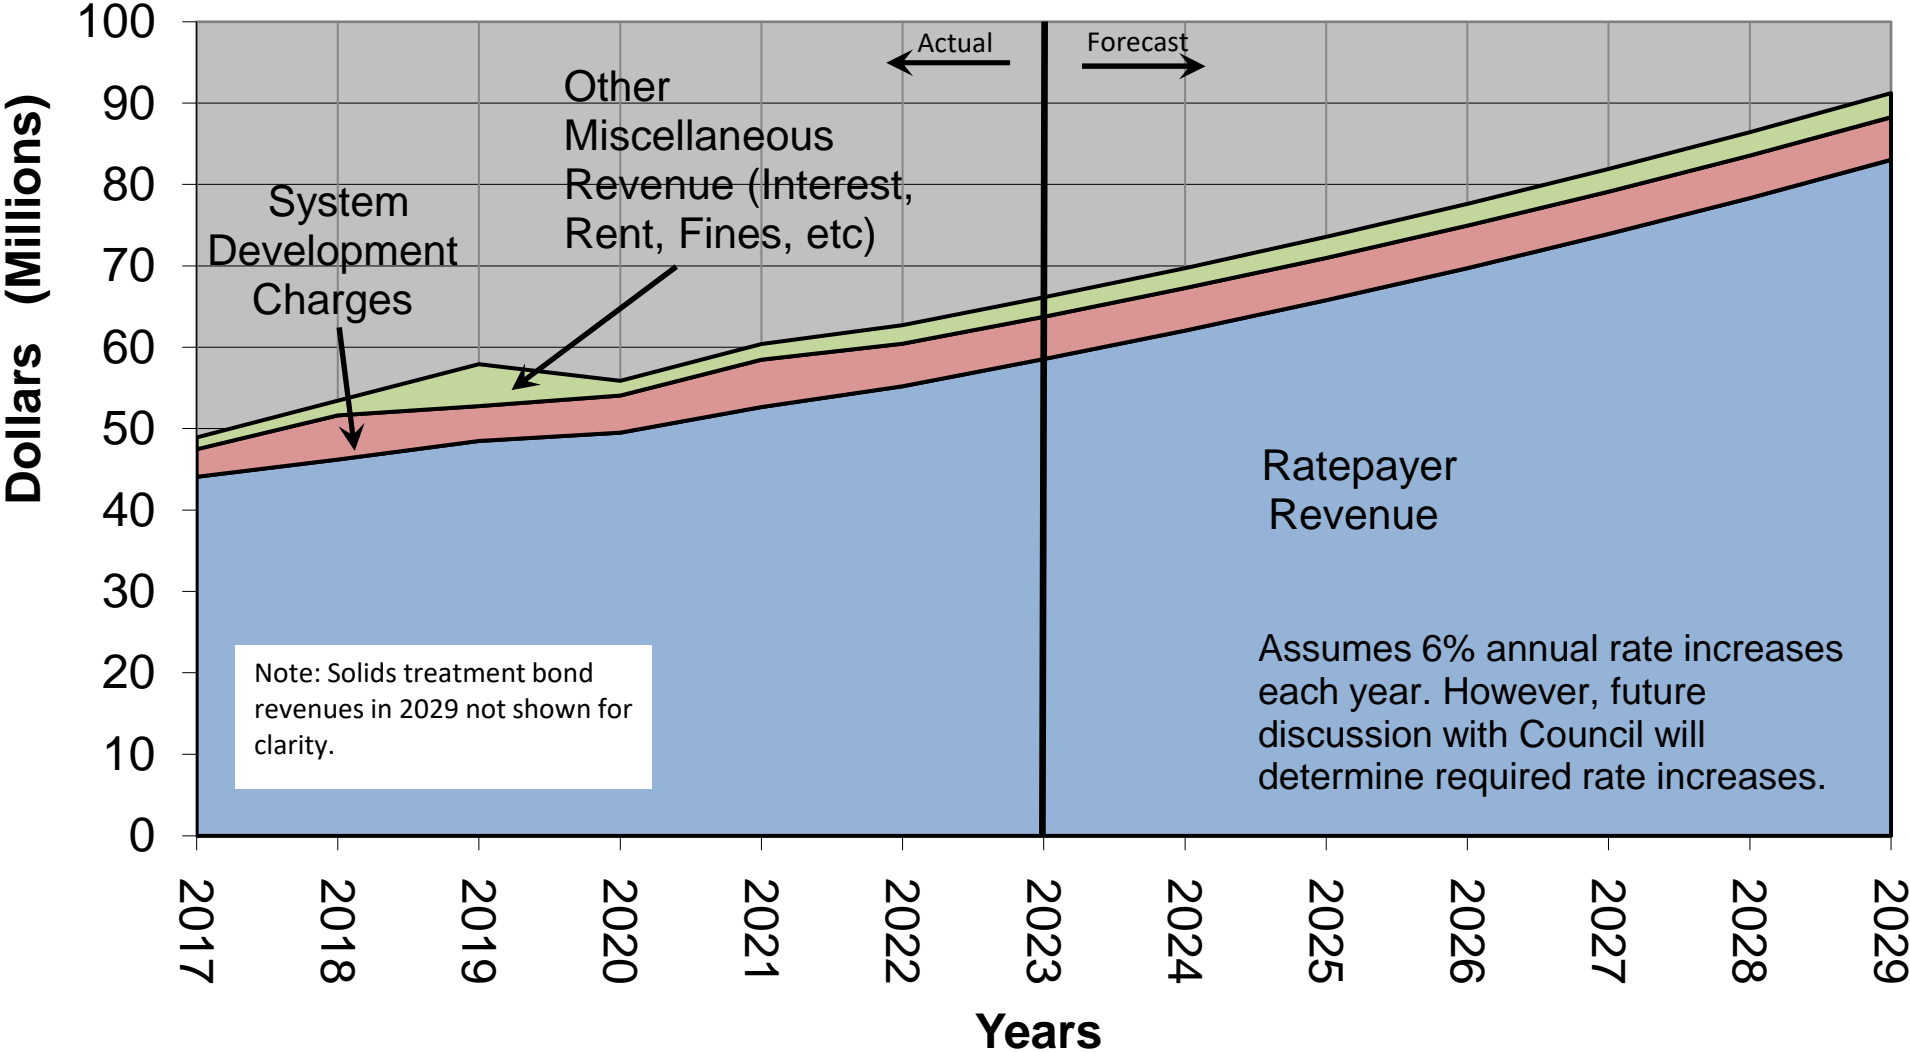 Dollars (Millions)
100
90
80
70
60
50
40
30
20
10
0
Actual
Forecast
Other
Miscellaneous
Revenue (Interest,
Rent, Fines, etc)
System
Development
Charges
Ratepayer
Revenue
Assumes 6% annual rate increases
each year. However, future
discussion with Council will
determine required rate increases.
Note: Solids treatment bond
revenues in 2029 not shown for
clarity.
2017
2018
2019
2020
2021
2022
2023
2024
2025
2026
2027
2028
2029
Years